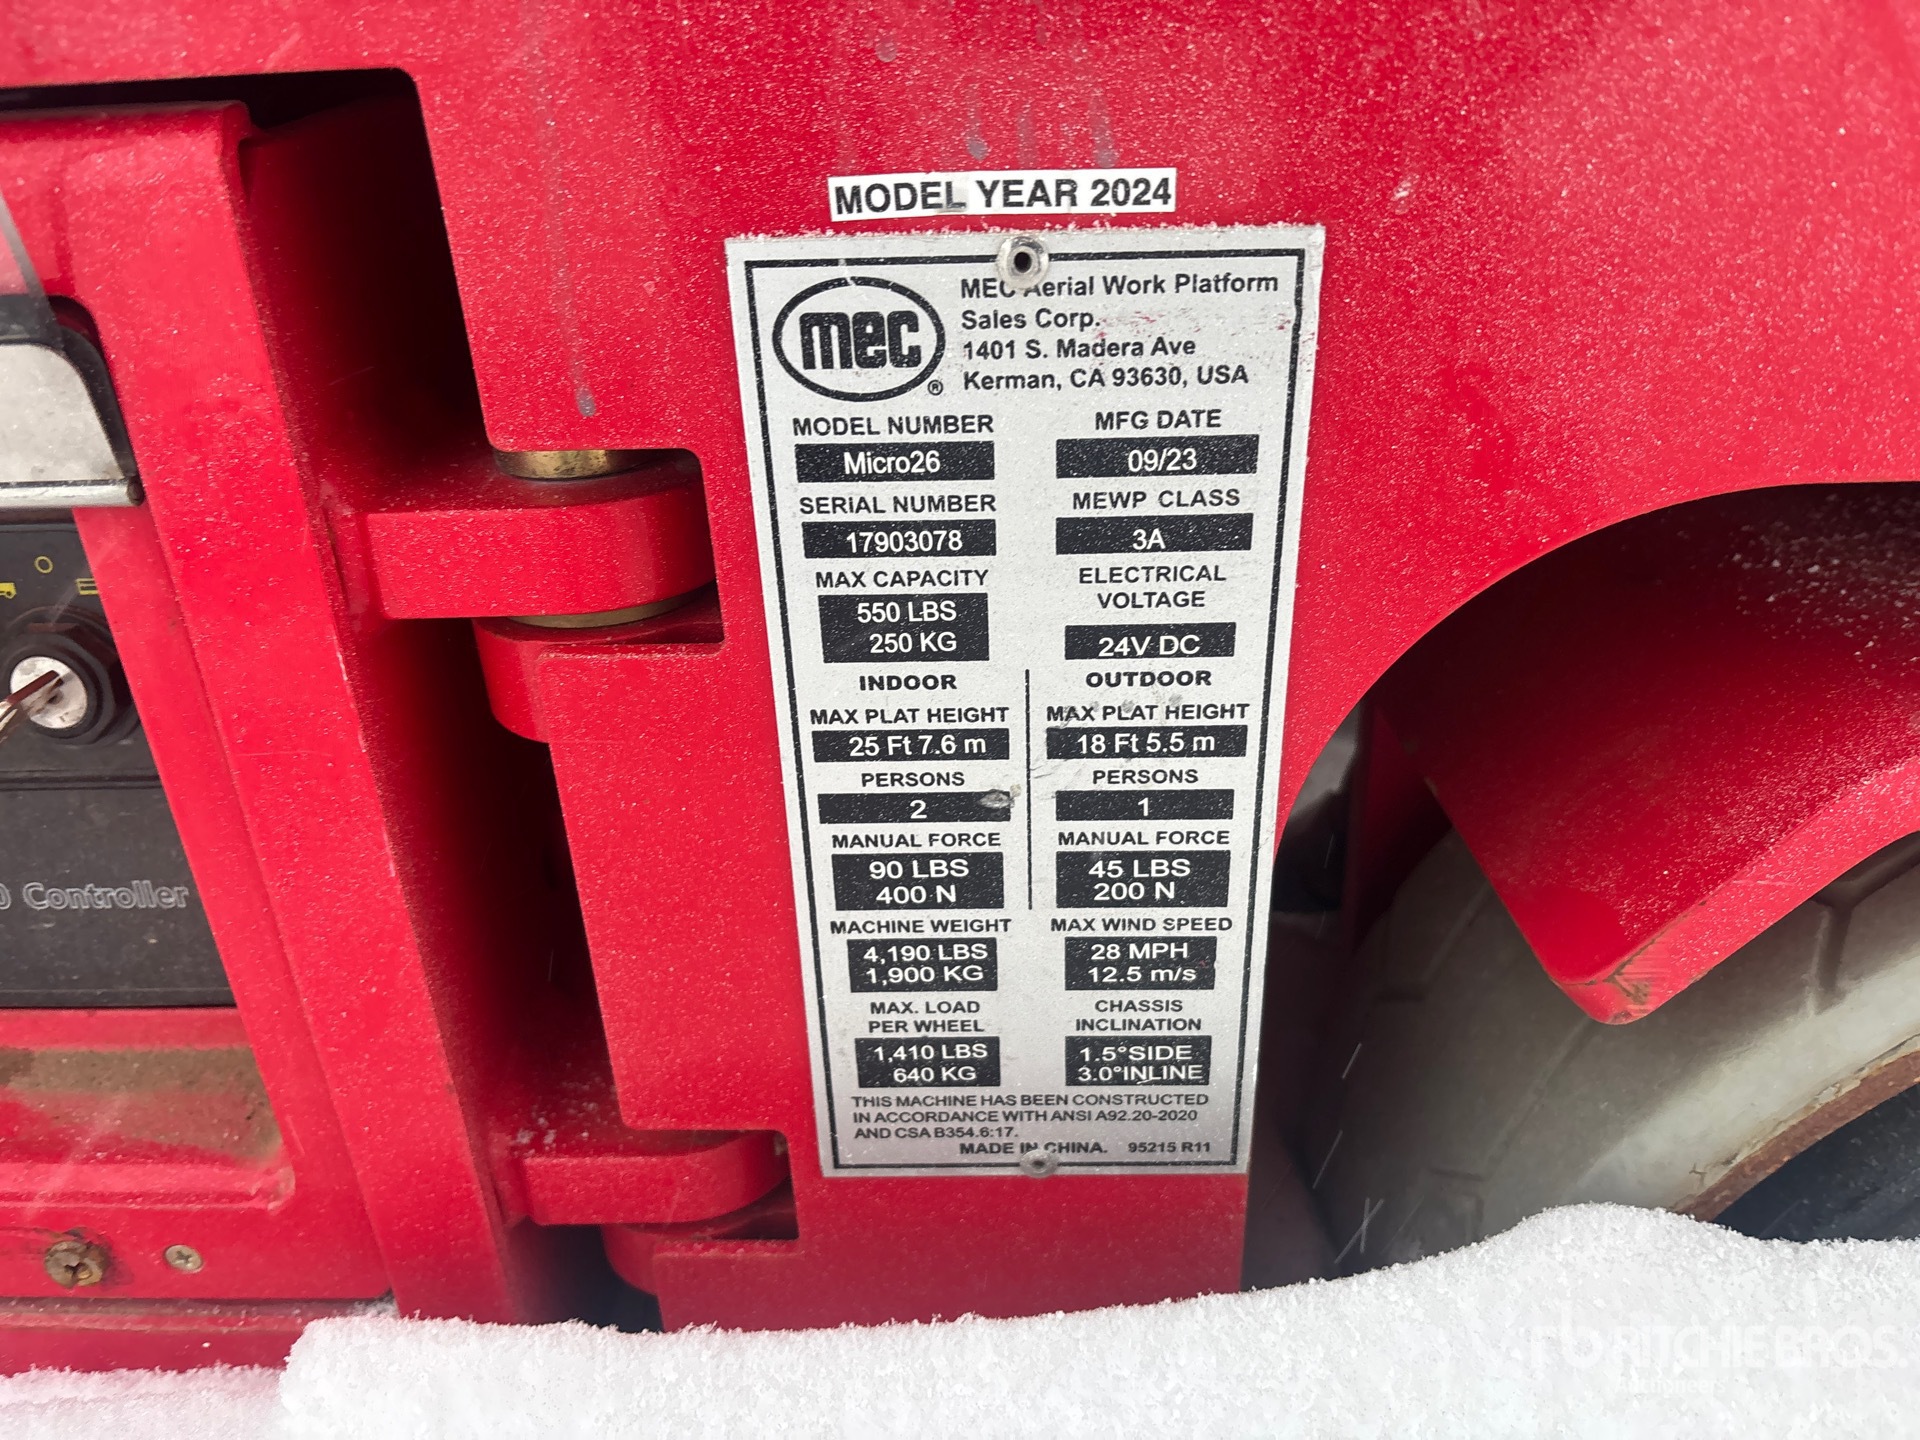 MODEL YEAR 2024
mec®
MEC Aerial Work Platform
Sales Corp.
1401 S. Madera Ave
Kerman, CA 93630, USA
MODEL NUMBER
Micro26
MFG DATE
09/23
SERIAL NUMBER
17903078
MEWP CLASS
3A
MAX CAPACITY
550 LBS
250 KG
ELECTRICAL
VOLTAGE
24V DC
INDOOR
MAX PLAT HEIGHT
25 Ft 7.6 m
PERSONS
2
MANUAL FORCE
90 LBS
400 N
OUTDOOR
MAX PLAT HEIGHT
18 Ft 5.5 m
PERSONS
1
MANUAL FORCE
45 LBS
200 N
MACHINE WEIGHT
4,190 LBS
1,900 KG
MAX WIND SPEED
28 MPH
12.5 m/s
MAX. LOAD
PER WHEEL
1,410 LBS
640 KG
CHASSIS
INCLINATION
1.5°SIDE
3.0°INLINE
THIS MACHINE HAS BEEN CONSTRUCTED
IN ACCORDANCE WITH ANSI A92.20-2020
AND CSA B354.6:17.
MADE IN CHINA. 95215 R11
Controller
RITCHIE BROS.
Auctioneers